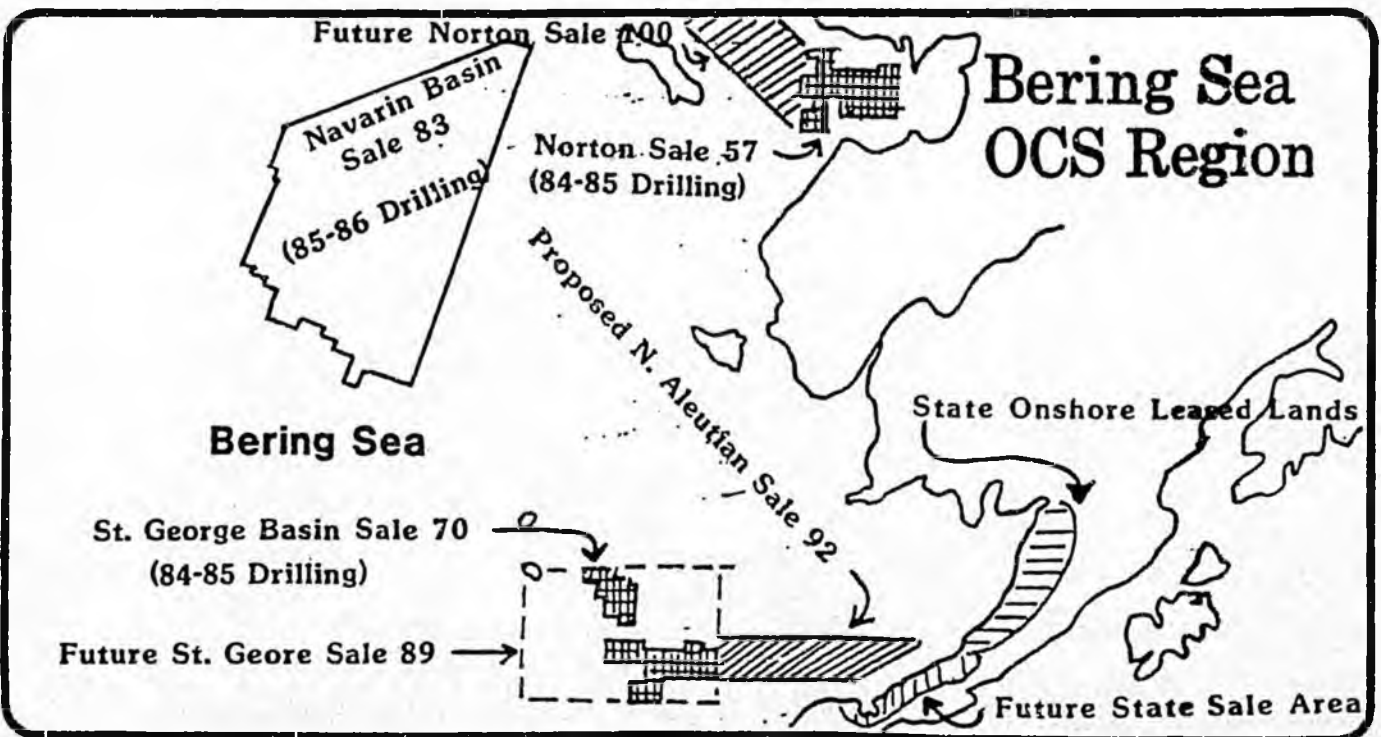 Future Norton Sale 100
Bering Sea
OCS Region
Navarin Basin
Sale 83
(85-86 Drilling)
Norton Sale 57
(84-85 Drilling)
Proposed N. Aleutian Sale 92
Bering Sea
State Onshore Leased Lands
St. George Basin Sale 70
(84-85 Drilling)
Future St. Geore Sale 89
Future State Sale Area